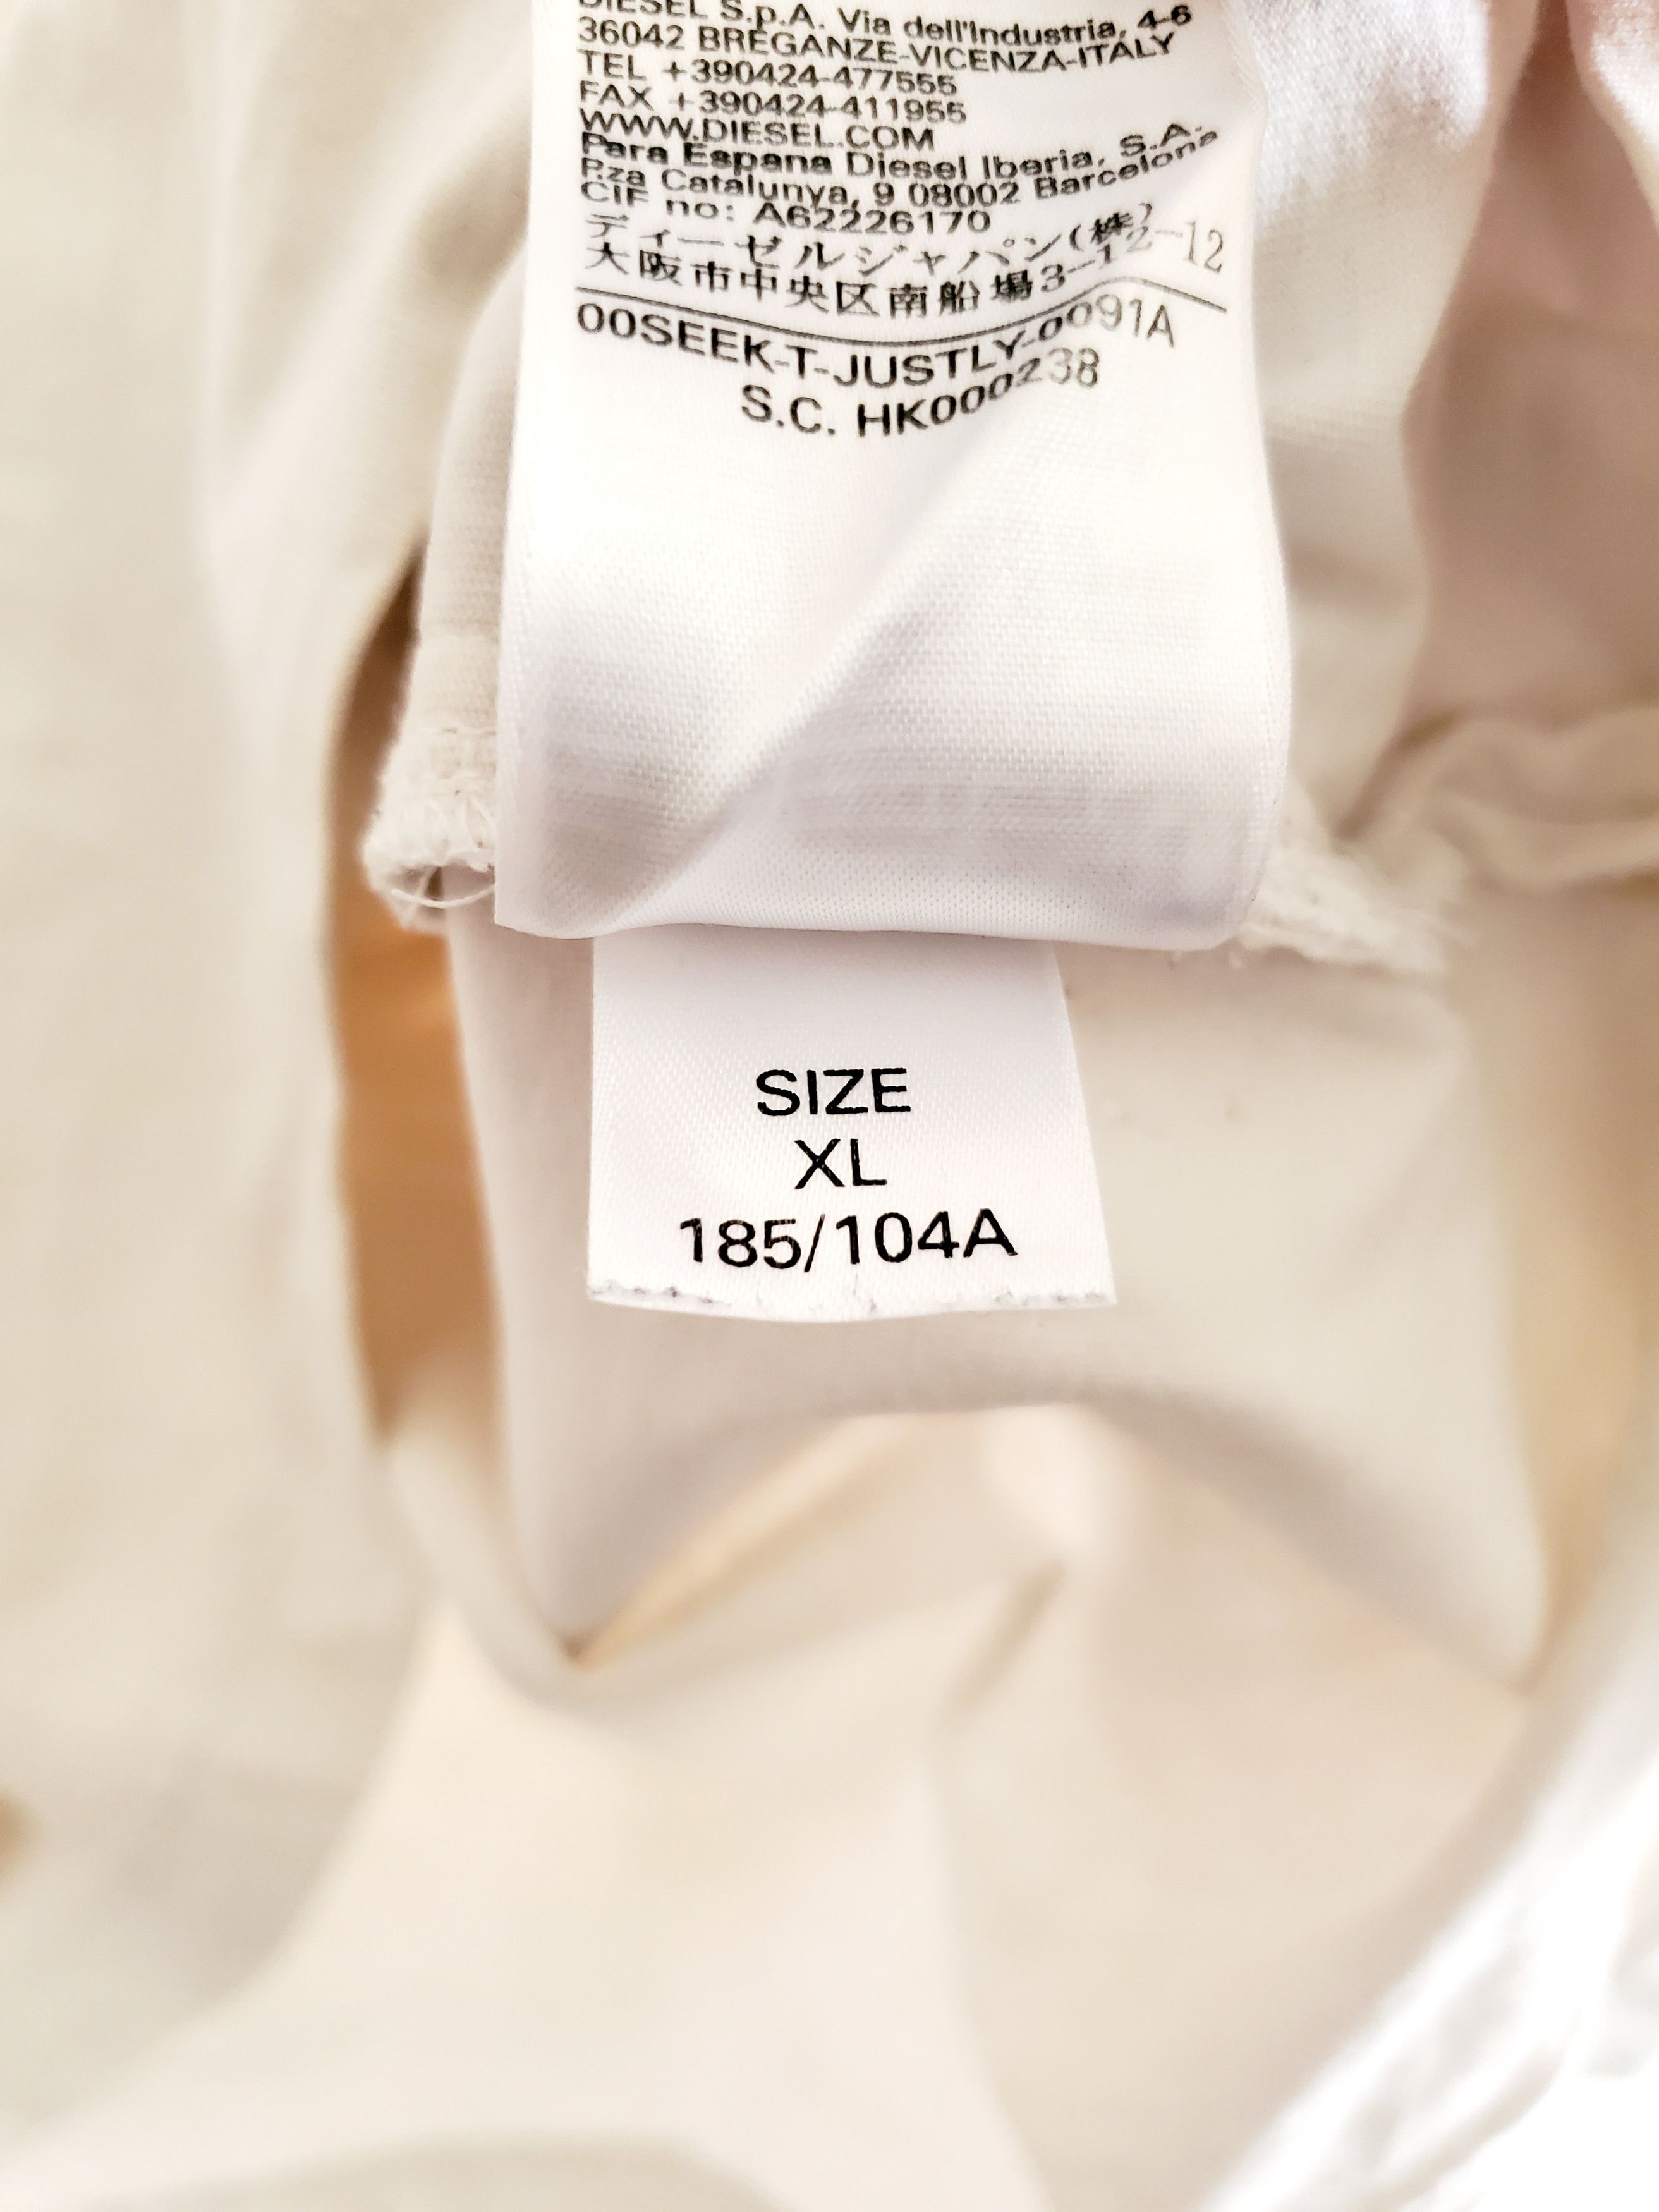 DIESEL S.p.A. Via dell'Industria, 4-6
36042 BREGANZE-VICENZA-ITALY
TEL +390424-477555
FAX +390424-411955
WWW.DIESEL.COM
Para Espana Diesel Iberia, S.A.
P.za Catalunya, 9 08002 Barcelona
CIF no: A62226170
ディーゼルジャパン(株)
大阪市中央区南船場3-12-12
00SEEK-T-JUSTLY-0091A
S.C. HK000238
SIZE
XL
185/104A